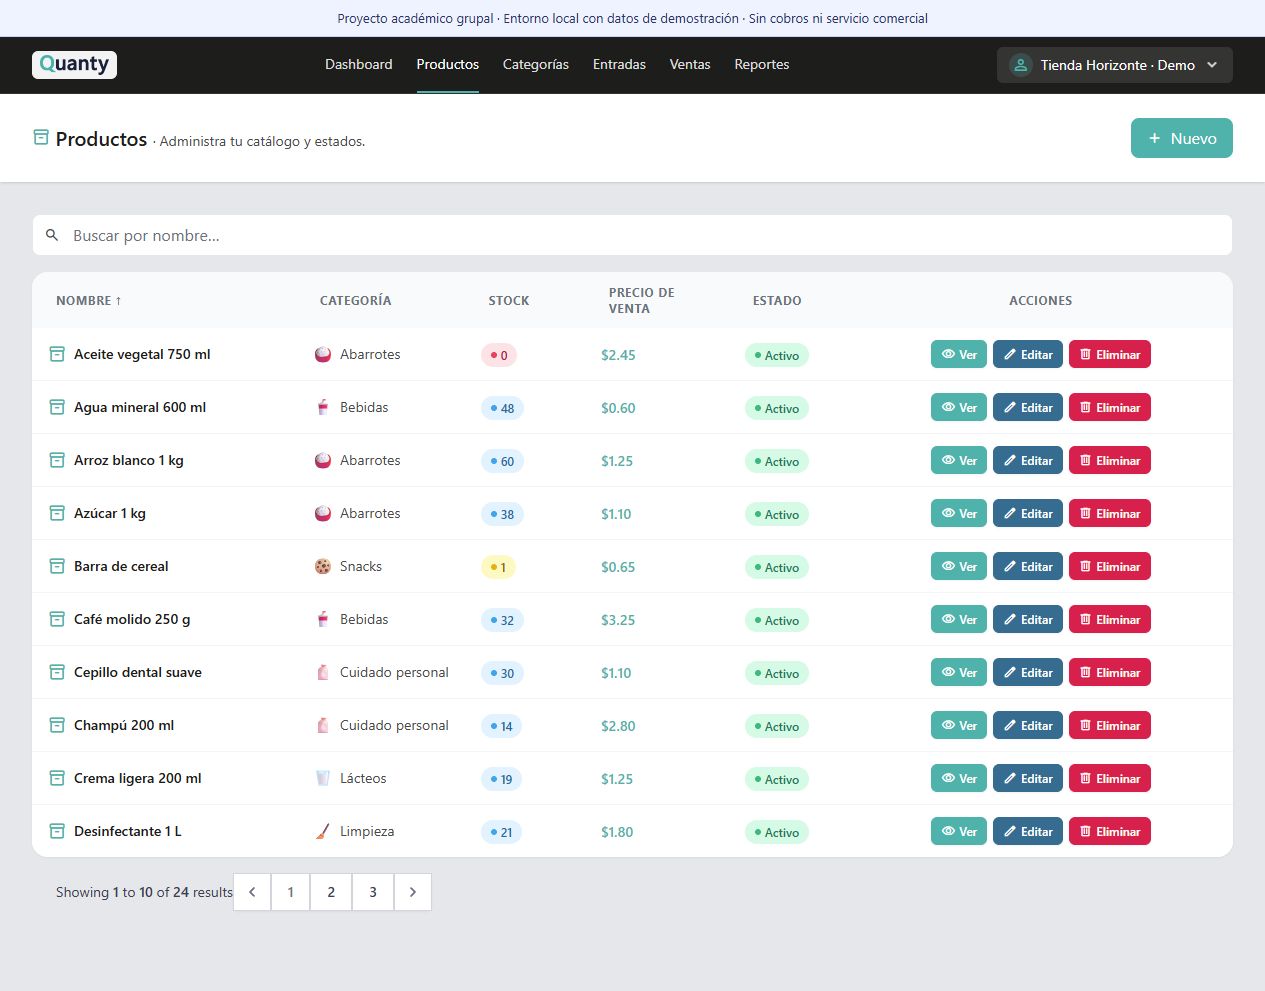 Proyecto académico grupal · Entorno local con datos de demostración · Sin cobros ni servicio comercial
Quanty Dashboard Productos Categorías Entradas Ventas Reportes Tienda Horizonte · Demo
Productos · Administra tu catálogo y estados. + Nuevo
Buscar por nombre...
NOMBRE ↑ CATEGORÍA STOCK PRECIO DE VENTA ESTADO ACCIONES
Aceite vegetal 750 ml Abarrotes 0 $2.45 Activo Ver Editar Eliminar
Agua mineral 600 ml Bebidas 48 $0.60 Activo Ver Editar Eliminar
Arroz blanco 1 kg Abarrotes 60 $1.25 Activo Ver Editar Eliminar
Azúcar 1 kg Abarrotes 38 $1.10 Activo Ver Editar Eliminar
Barra de cereal Snacks 1 $0.65 Activo Ver Editar Eliminar
Café molido 250 g Bebidas 32 $3.25 Activo Ver Editar Eliminar
Cepillo dental suave Cuidado personal 30 $1.10 Activo Ver Editar Eliminar
Champú 200 ml Cuidado personal 14 $2.80 Activo Ver Editar Eliminar
Crema ligera 200 ml Lácteos 19 $1.25 Activo Ver Editar Eliminar
Desinfectante 1 L Limpieza 21 $1.80 Activo Ver Editar Eliminar
Showing 1 to 10 of 24 results 1 2 3